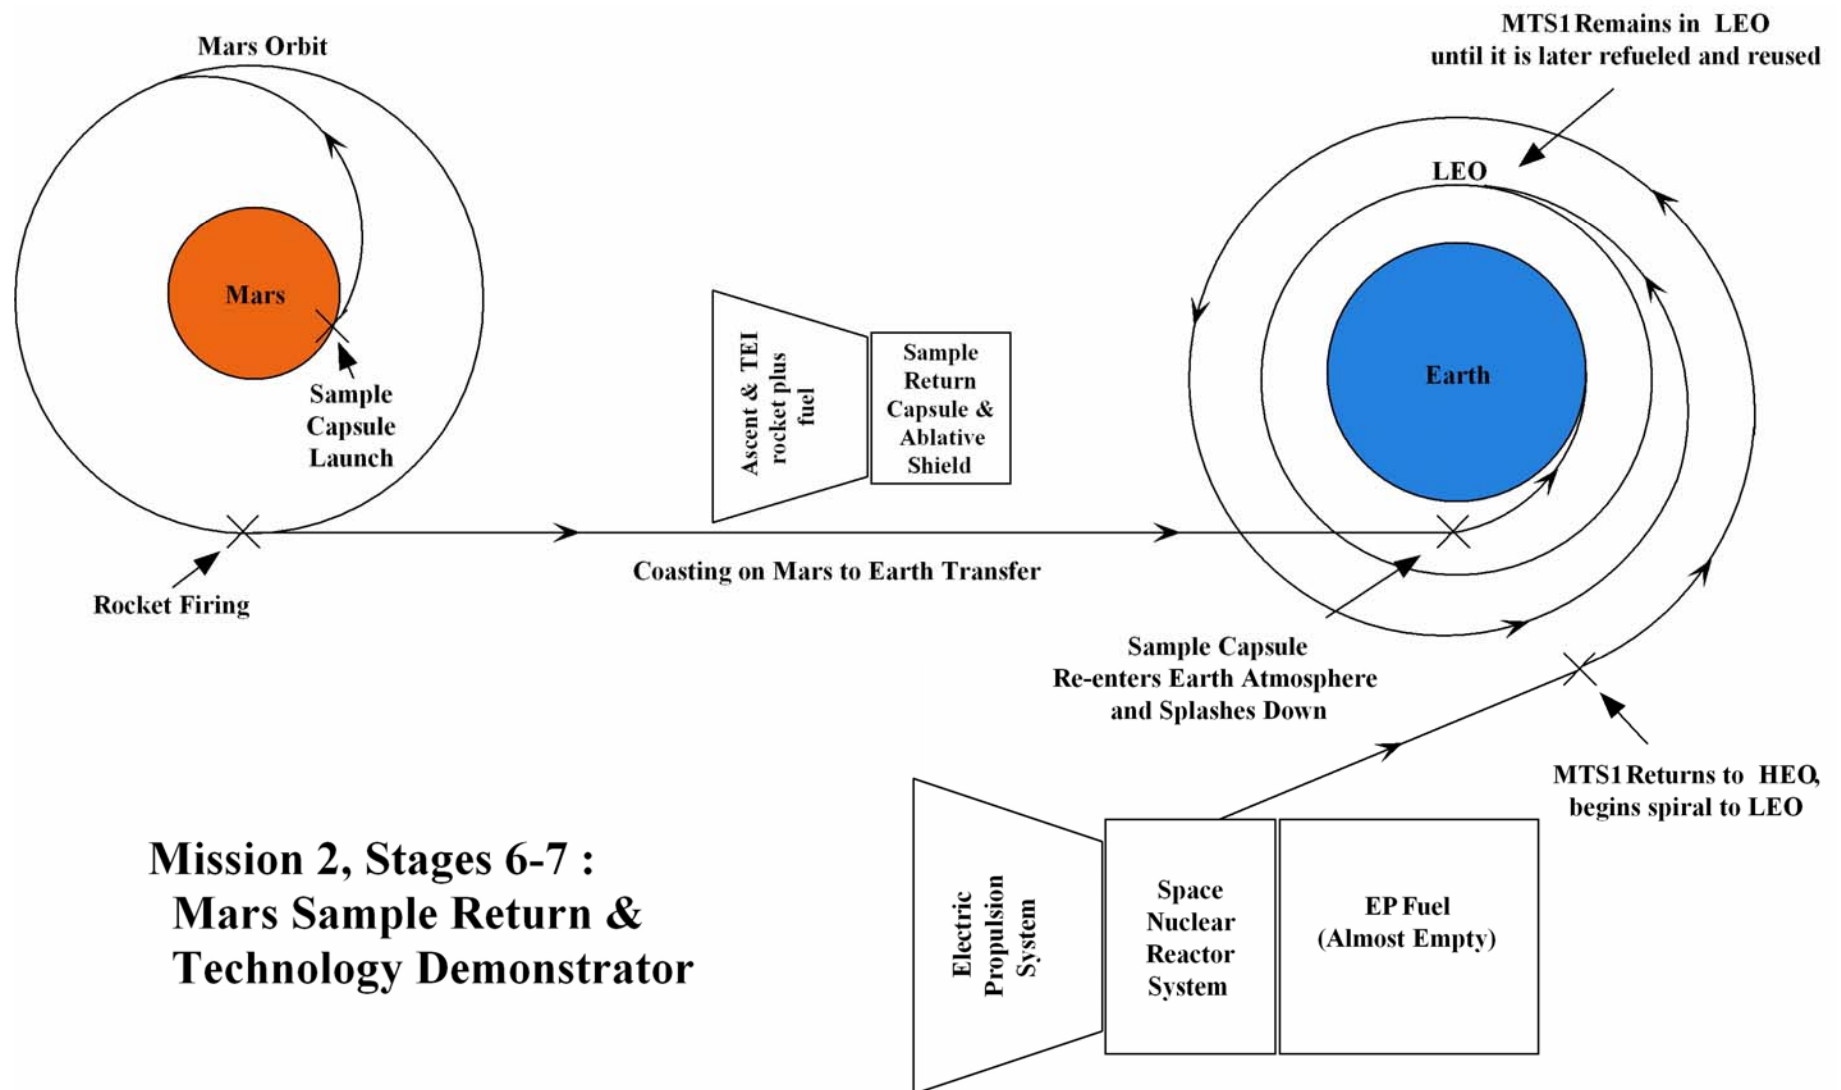 Mars Orbit
MTS1 Remains in LEO
until it is later refueled and reused
LEO
Mars
Earth
Sample
Capsule
Launch
Ascent & TEI
rocket plus
fuel
Sample
Return
Capsule &
Ablative
Shield
Coasting on Mars to Earth Transfer
Rocket Firing
Sample Capsule
Re-enters Earth Atmosphere
and Splashes Down
MTS1 Returns to HEO,
begins spiral to LEO
Mission 2, Stages 6-7 :
Mars Sample Return &
Technology Demonstrator
Electric
Propulsion
System
Space
Nuclear
Reactor
System
EP Fuel
(Almost Empty)